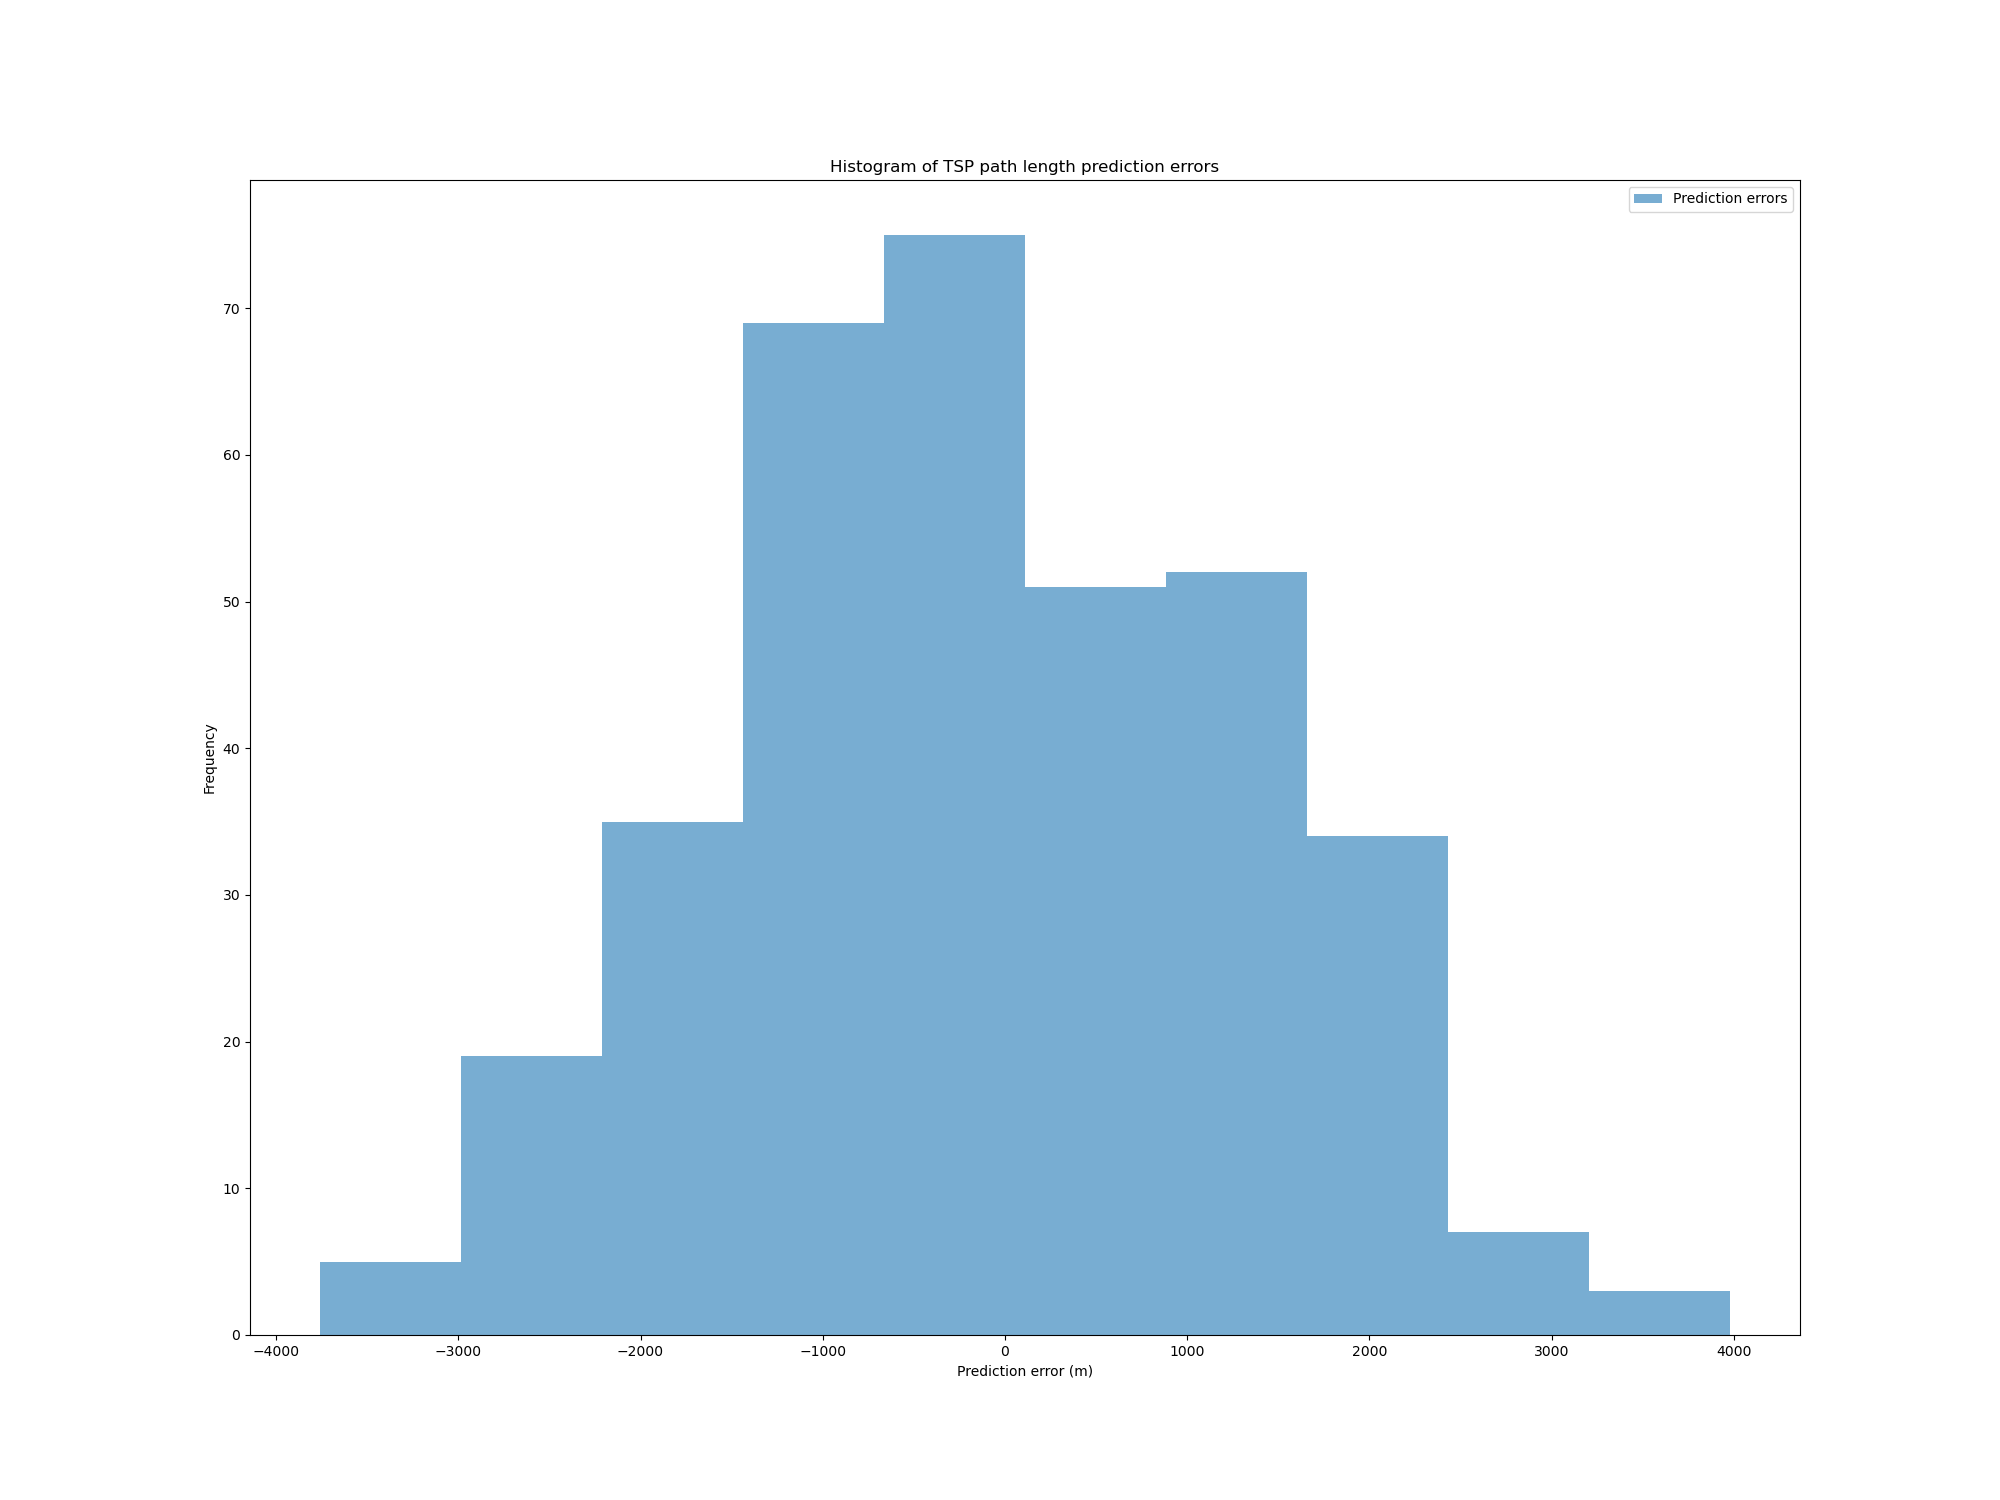 Histogram of TSP path length prediction errors
Prediction errors
70
60
50
40
30
20
10
0
Frequency
−4000 −3000 −2000 −1000 0 1000 2000 3000 4000
Prediction error (m)